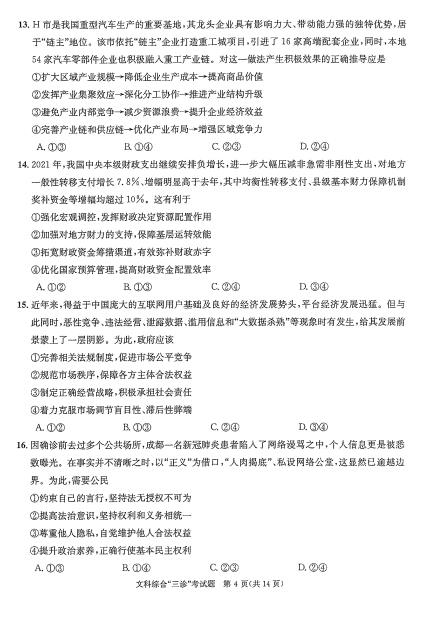 13. H 市是我国重型汽车生产的重要基地,其龙头企业具有影响力大、带动能力强的独特优势,居
于“链主”地位。该市依托“链主”企业打造重工城项目,引进了 16 家高端配套企业,同时,本地
54 家汽车零部件企业也积极融入重工产业链。对这一做法产生积极效果的正确推导应是
①扩大区域产业规模→降低企业生产成本→提高商品价值
②发挥产业集聚效应→深化分工协作→推进产业结构升级
③避免产业内部竞争→减少资源浪费→提升企业经济效益
④完善产业链和供应链→优化产业布局→增强区域竞争力
A. ①③ B. ①④ C. ②③ D. ②④
14. 2021 年,我国中央本级财政支出继续安排负增长,进一步大幅压减非急需非刚性支出,对地方
一般性转移支付增长 7.8%、增幅明显高于去年,其中均衡性转移支付、县级基本财力保障机制
奖补资金等增幅均超过 10%。这有利于
①强化宏观调控,发挥财政决定资源配置作用
②加强对地方财力的支持,保障基层运转效能
③拓宽财政资金筹措渠道,有效弥补财政赤字
④优化国家预算管理,提高财政资金配置效率
A. ①② B. ①③ C. ②④ D. ③④
15. 近年来,得益于中国庞大的互联网用户基础及良好的经济发展势头,平台经济发展迅猛。但与
此同时,恶性竞争、违法经营、泄露数据、滥用信息和“大数据杀熟”等现象时有发生,给其发展前
景蒙上了一层阴影。为此,政府应该
①完善相关法规制度,促进市场公平竞争
②规范市场秩序,保障各方主体合法权益
③制定正确经营战略,积极承担社会责任
④着力克服市场调节盲目性、滞后性弊端
A. ①② B. ①③ C. ②④ D. ③④
16. 因确诊前去过多个公共场所,成都一名新冠肺炎患者陷入了网络谩骂之中,个人信息更是被悉
数曝光。在事实并不清晰之时,以“正义”为借口,“人肉揭底”、私设网络公堂,这显然已逾越边
界。为此,需要公民
①约束自己的言行,坚持法无授权不可为
②提高法治意识,坚持权利和义务相统一
③尊重他人隐私,自觉维护他人合法权益
④提升政治素养,正确行使基本民主权利
A. ①③ B. ①④ C. ②③ D. ②④
文科综合“三诊”考试题 第 4 页(共 14 页)